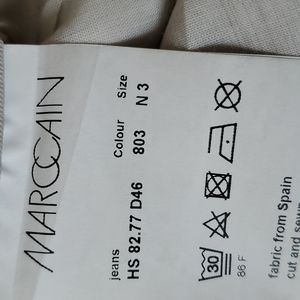 MARCCAIN
jeans Colour Size
HS 82.77 D46 803 N 3
30
86 F
fabric from Spain
cut and sewn